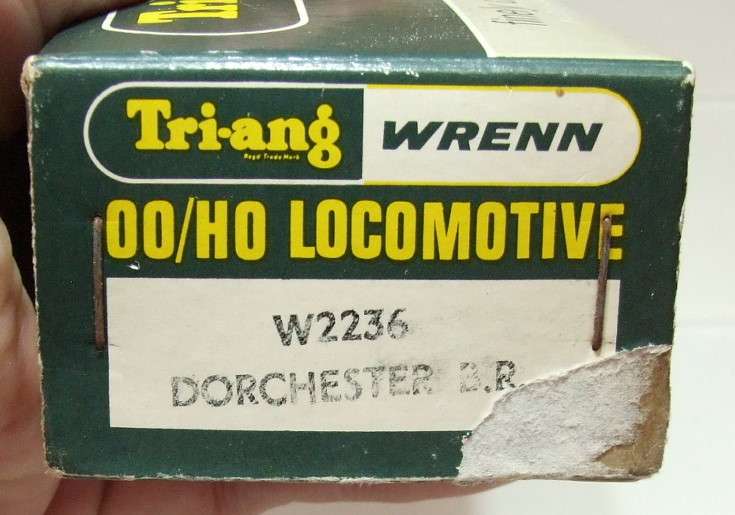 Tri-ang WRENN
Regd Trade Mark
OO/HO LOCOMOTIVE
W2236
DORCHESTER B.R.